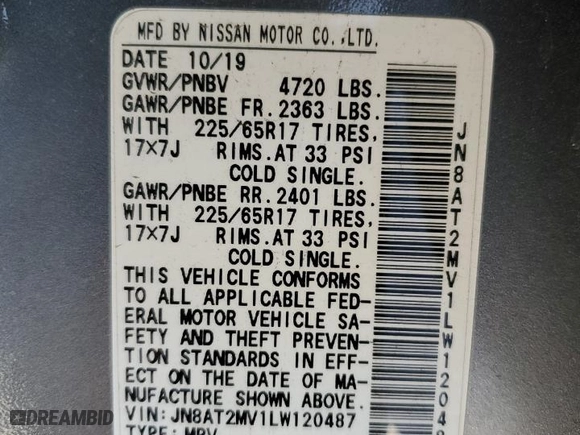 MFD BY NISSAN MOTOR CO.,LTD.
DATE 10/19
GVWR/PNBV 4720 LBS.
GAWR/PNBE FR.2363 LBS.
WITH 225/65R17 TIRES,
17×7J RIMS.AT 33 PSI
COLD SINGLE.
GAWR/PNBE RR.2401 LBS.
WITH 225/65R17 TIRES,
17×7J RIMS.AT 33 PSI
COLD SINGLE.
THIS VEHICLE CONFORMS
TO ALL APPLICABLE FED-
ERAL MOTOR VEHICLE SA-
FETY AND THEFT PREVEN-
TION STANDARDS IN EFF-
ECT ON THE DATE OF MA-
NUFACTURE SHOWN ABOVE.
VIN:JN8AT2MV1LW120487
TYPE:MPV
JN8AT2MV1LW12048
DREAMBID